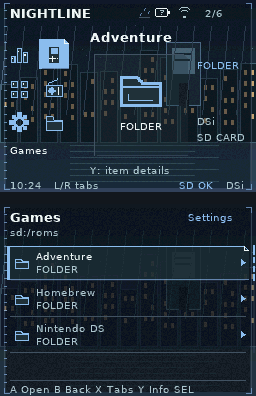 NIGHTLINE
2/6
Adventure
FOLDER
DSi
SD CARD
FOLDER
Games
Y: item details
10:24 L/R tabs SD OK DSi
Games Settings
sd:/roms
Adventure
FOLDER
Homebrew
FOLDER
Nintendo DS
FOLDER
A Open B Back X Tabs Y Info SEL